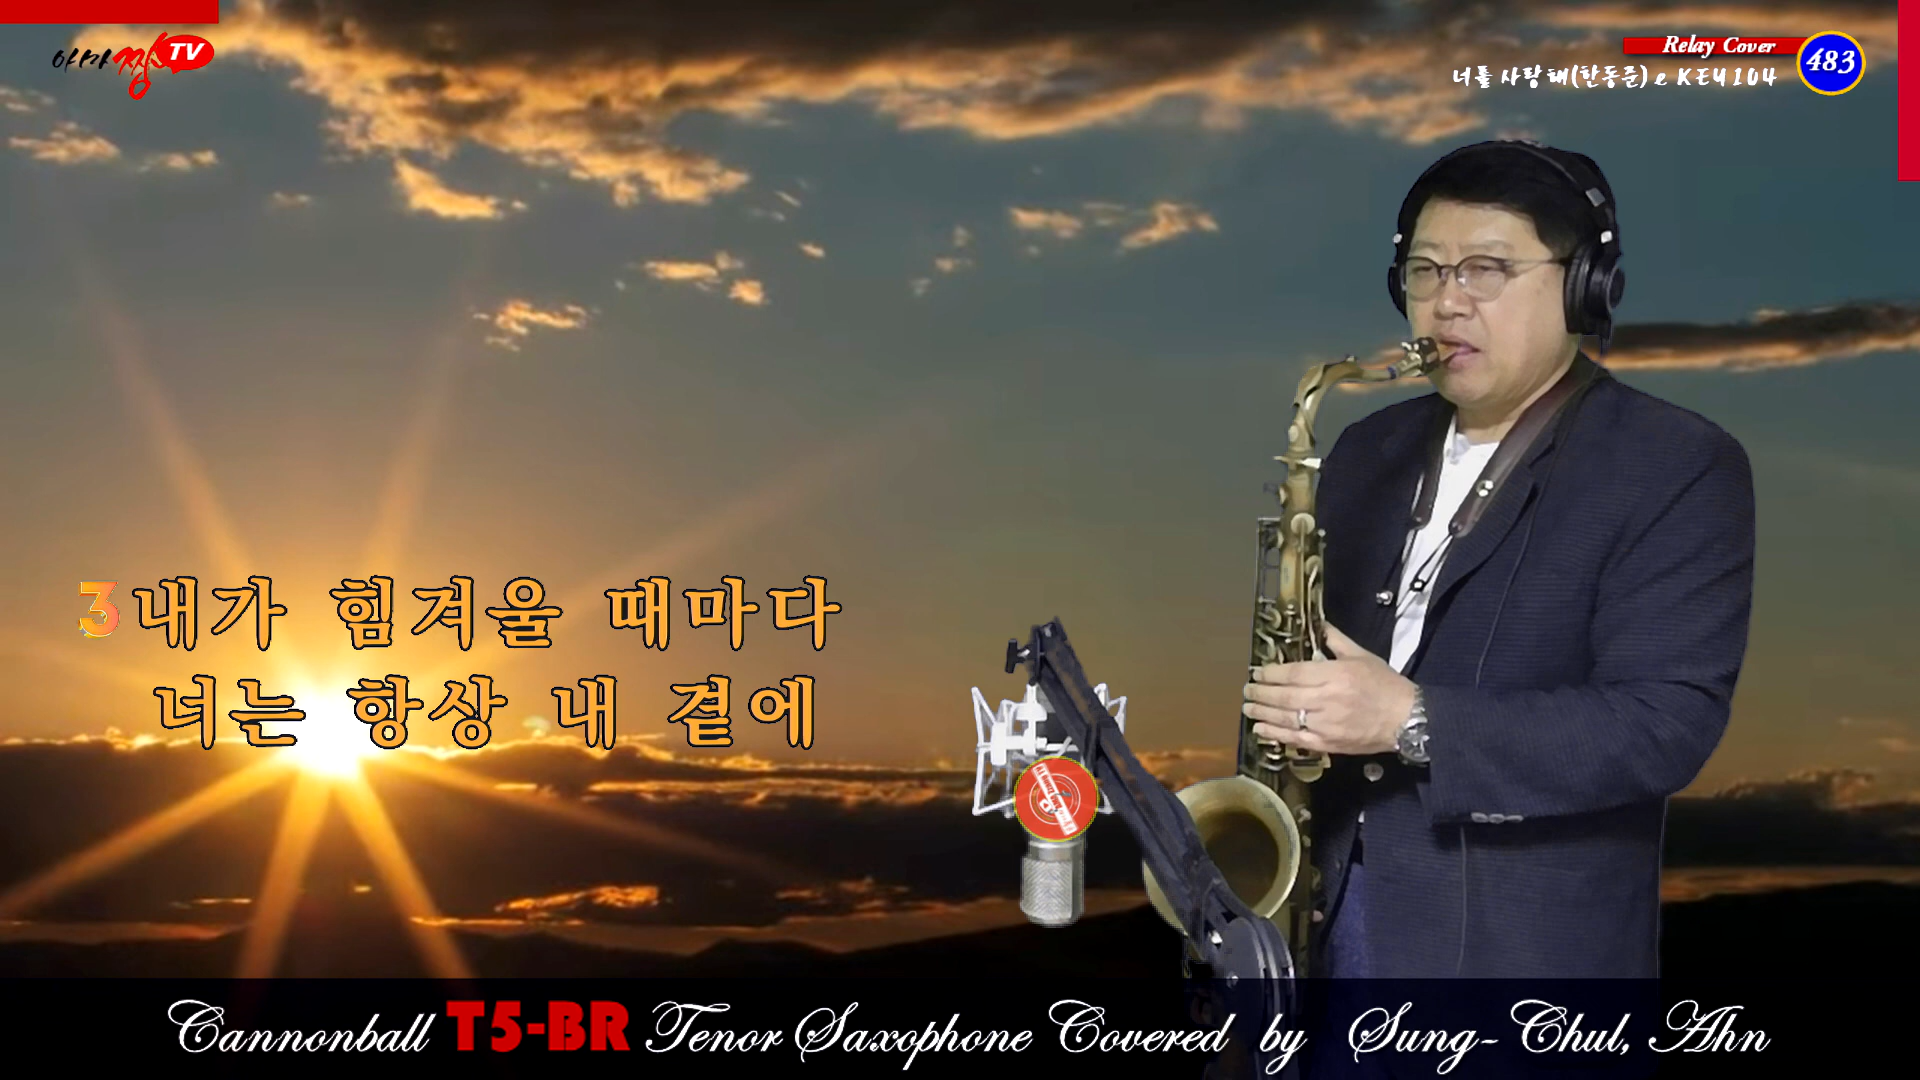 아마짱TV
Relay Cover
483
너를 사랑해(한동준) e KEY104
3내가 힘겨울 때마다
너는 항상 내 곁에
Cannonball T5-BR Tenor Saxophone Covered by Sung-Chul, Ahn